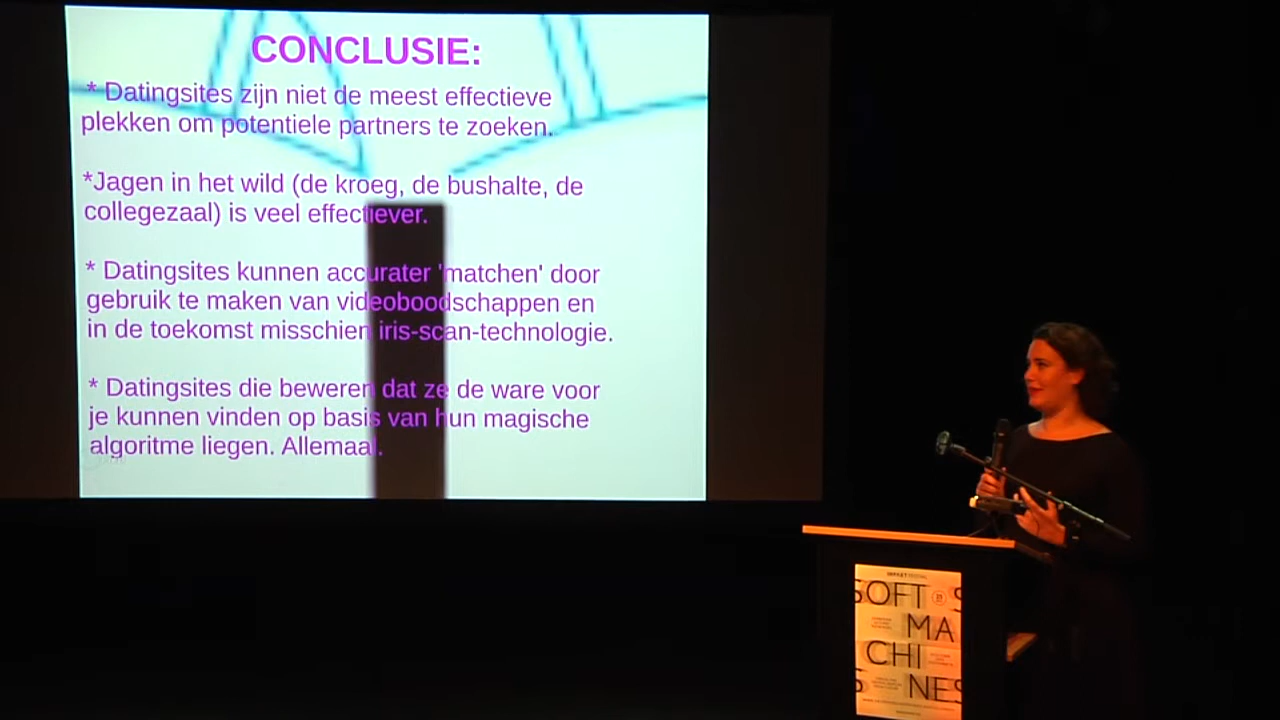 CONCLUSIE:
* Datingsites zijn niet de meest effectieve
plekken om potentiele partners te zoeken.
*Jagen in het wild (de kroeg, de bushalte, de
collegezaal) is veel effectiever.
* Datingsites kunnen accurater 'matchen' door
gebruik te maken van videoboodschappen en
in de toekomst misschien iris-scan-technologie.
* Datingsites die beweren dat ze de ware voor
je kunnen vinden op basis van hun magische
algoritme liegen. Allemaal.
IMPAKT FESTIVAL
SOFT S
MA
CHI
S NES